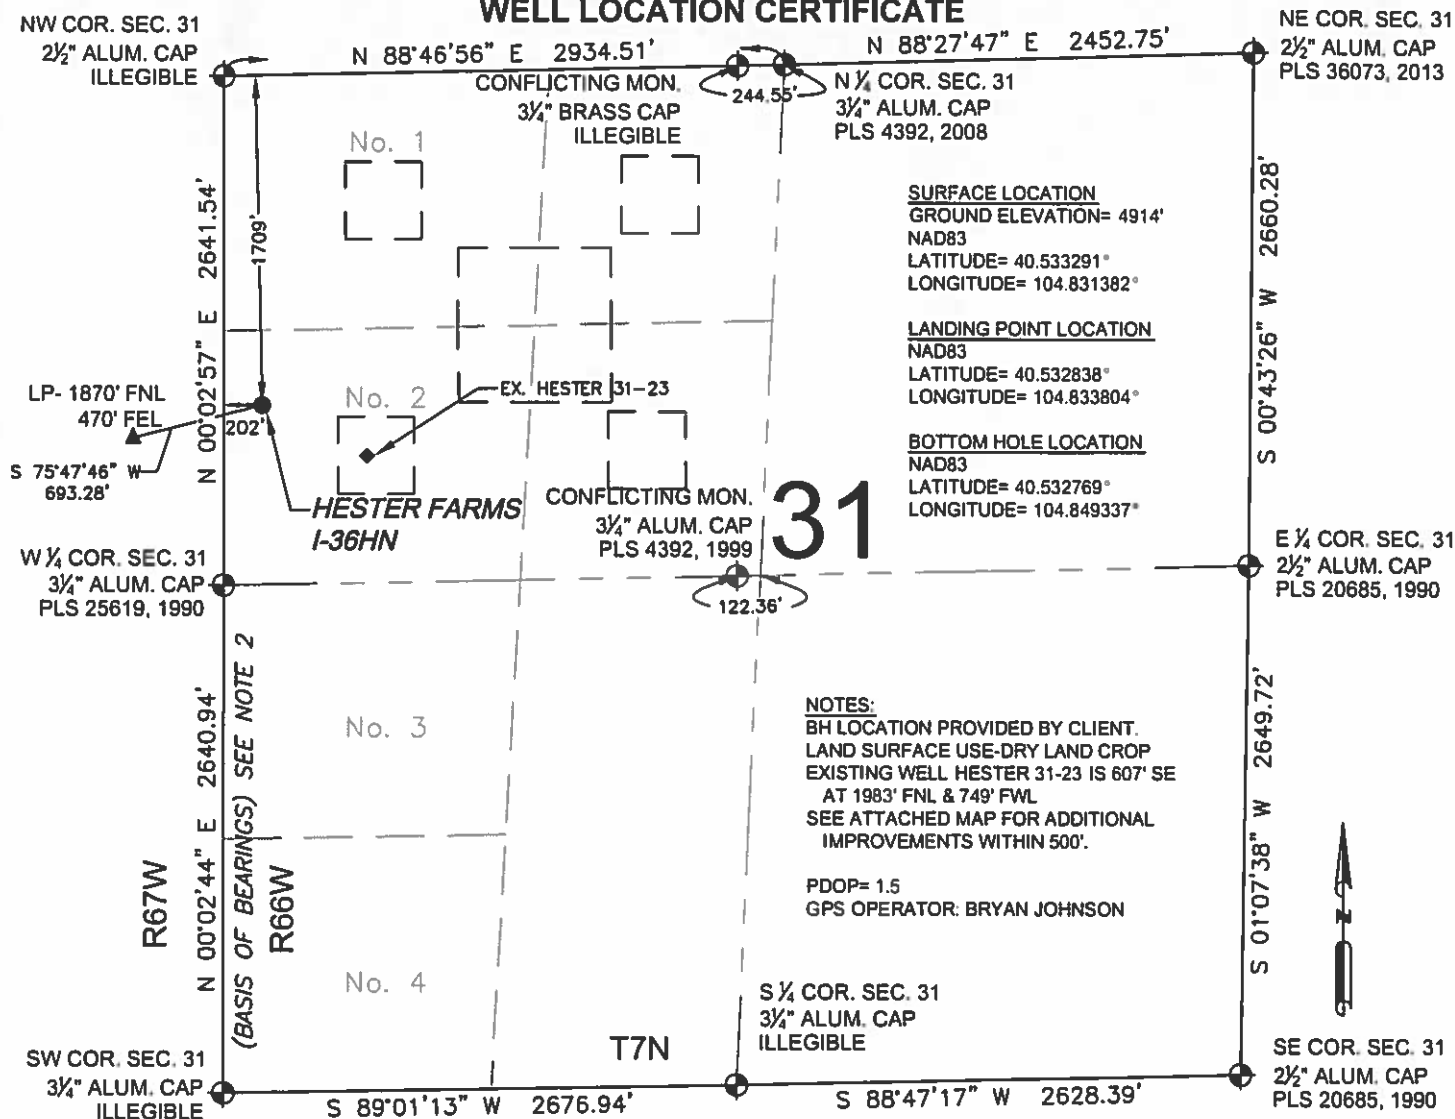 WELL LOCATION CERTIFICATE
NW COR. SEC. 31
2½" ALUM. CAP
ILLEGIBLE
N 88°46'56" E 2934.51'
CONFLICTING MON.
3¼" BRASS CAP
ILLEGIBLE
244.55'
N ¼ COR. SEC. 31
3¼" ALUM. CAP
PLS 4392, 2008
N 88°27'47" E 2452.75'
NE COR. SEC. 31
2½" ALUM. CAP
PLS 36073, 2013
No. 1
1709'
N 00°02'57" E 2641.54'
SURFACE LOCATION
GROUND ELEVATION= 4914'
NAD83
LATITUDE= 40.533291°
LONGITUDE= 104.831382°
LANDING POINT LOCATION
NAD83
LATITUDE= 40.532838°
LONGITUDE= 104.833804°
BOTTOM HOLE LOCATION
NAD83
LATITUDE= 40.532769°
LONGITUDE= 104.849337°
S 00°43'26" W 2660.28'
LP- 1870' FNL
470' FEL
S 75°47'46" W
693.28'
202'
No. 2
EX. HESTER 31-23
HESTER FARMS
I-36HN
CONFLICTING MON.
3¼" ALUM. CAP
PLS 4392, 1999
31
122.36'
W ¼ COR. SEC. 31
3¼" ALUM. CAP
PLS 25619, 1990
E ¼ COR. SEC. 31
2½" ALUM. CAP
PLS 20685, 1990
N 00°02'44" E 2640.94'
(BASIS OF BEARINGS) SEE NOTE 2
R67W
R66W
No. 3
No. 4
NOTES:
BH LOCATION PROVIDED BY CLIENT.
LAND SURFACE USE-DRY LAND CROP
EXISTING WELL HESTER 31-23 IS 607' SE
AT 1983' FNL & 749' FWL
SEE ATTACHED MAP FOR ADDITIONAL
IMPROVEMENTS WITHIN 500'.
PDOP= 1.5
GPS OPERATOR: BRYAN JOHNSON
S 01°07'38" W 2649.72'
N
SW COR. SEC. 31
3¼" ALUM. CAP
ILLEGIBLE
S 89°01'13" W 2676.94'
T7N
S ¼ COR. SEC. 31
3¼" ALUM. CAP
ILLEGIBLE
S 88°47'17" W 2628.39'
SE COR. SEC. 31
2½" ALUM. CAP
PLS 20685, 1990